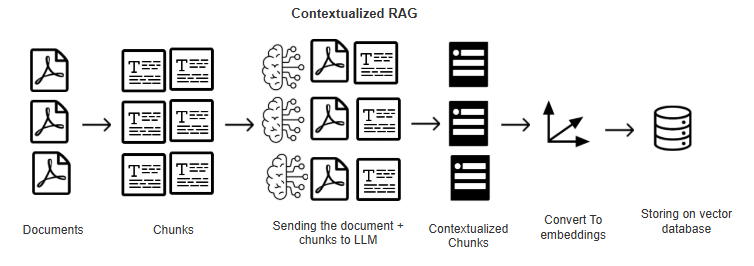 Contextualized RAG
Documents
Chunks
Sending the document +
chunks to LLM
Contextualized
Chunks
Convert To
embeddings
Storing on vector
database